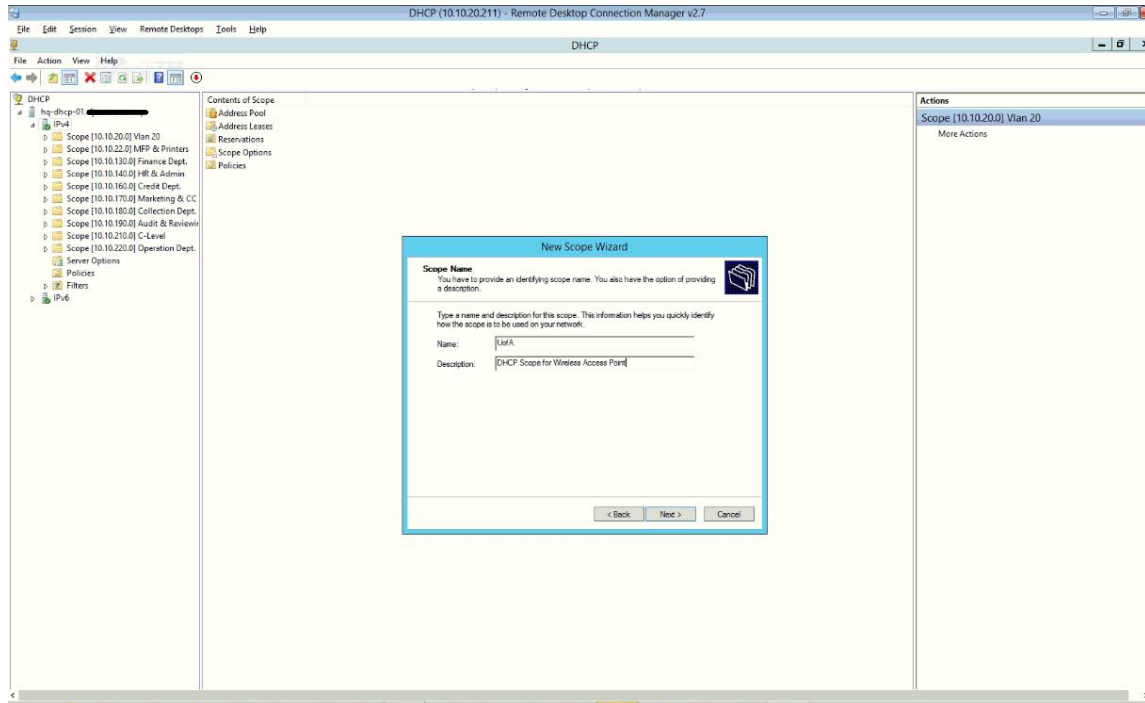 DHCP (10.10.20.211) - Remote Desktop Connection Manager v2.7
File Edit Session View Remote Desktops Tools Help
DHCP
File Action View Help
DHCP
hq-dhcp-01.
IPv4
Scope [10.10.20.0] Vlan 20
Scope [10.10.22.0] MFP & Printers
Scope [10.10.130.0] Finance Dept.
Scope [10.10.140.0] HR & Admin
Scope [10.10.160.0] Credit Dept.
Scope [10.10.170.0] Marketing & CC
Scope [10.10.180.0] Collection Dept.
Scope [10.10.190.0] Audit & Reviewin
Scope [10.10.210.0] C-Level
Scope [10.10.220.0] Operation Dept.
Server Options
Policies
Filters
IPv6
Contents of Scope
Address Pool
Address Leases
Reservations
Scope Options
Policies
Actions
Scope [10.10.20.0] Vlan 20
More Actions
New Scope Wizard
Scope Name
You have to provide an identifying scope name. You also have the option of providing
a description.
Type a name and description for this scope. This information helps you quickly identify
how the scope is to be used on your network.
Name: UofA
Description: DHCP Scope for Wireless Access Point
< Back Next > Cancel